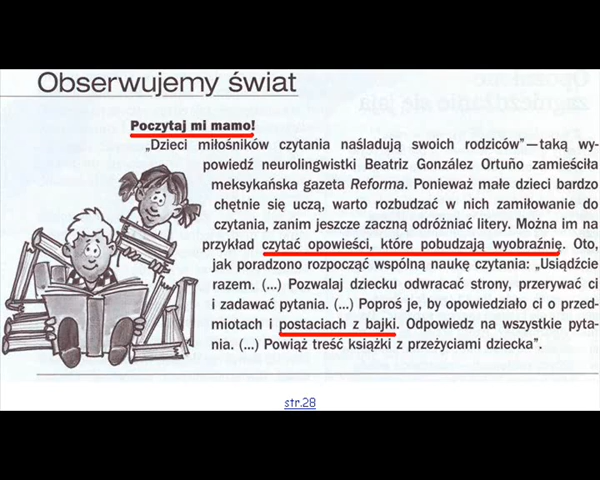 Obserwujemy świat
Poczytaj mi mamo!
„Dzieci miłośników czytania naśladują swoich rodziców”—taką wy-
powiedź neurolingwistki Beatriz González Ortuño zamieściła
meksykańska gazeta Reforma. Ponieważ małe dzieci bardzo
chętnie się uczą, warto rozbudzać w nich zamiłowanie do
czytania, zanim jeszcze zaczną odróżniać litery. Można im na
przykład czytać opowieści, które pobudzają wyobraźnię. Oto,
jak poradzono rozpocząć wspólną naukę czytania: „Usiądźcie
razem. (...) Pozwalaj dziecku odwracać strony, przerywać ci
i zadawać pytania. (...) Poproś je, by opowiedziało ci o przed-
miotach i postaciach z bajki. Odpowiedz na wszystkie pyta-
nia. (...) Powiąż treść książki z przeżyciami dziecka”.
str.28